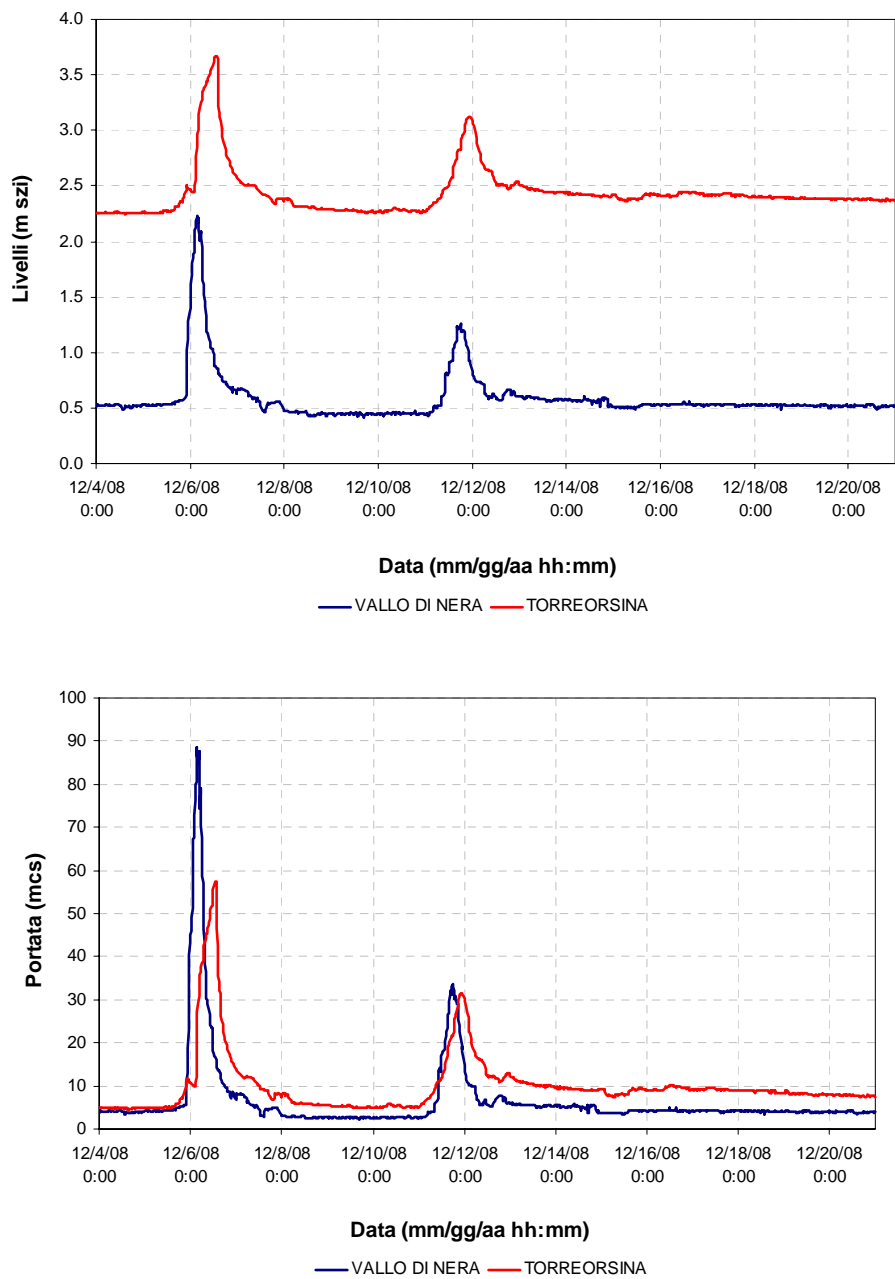 4.0
3.5
3.0
2.5
2.0
1.5
1.0
0.5
0.0
Livelli (m szi)
12/4/08 12/6/08 12/8/08 12/10/08 12/12/08 12/14/08 12/16/08 12/18/08 12/20/08
0:00 0:00 0:00 0:00 0:00 0:00 0:00 0:00 0:00
Data (mm/gg/aa hh:mm)
VALLO DI NERA TORREORSINA
100
90
80
70
60
50
40
30
20
10
0
Portata (mcs)
12/4/08 12/6/08 12/8/08 12/10/08 12/12/08 12/14/08 12/16/08 12/18/08 12/20/08
0:00 0:00 0:00 0:00 0:00 0:00 0:00 0:00 0:00
Data (mm/gg/aa hh:mm)
VALLO DI NERA TORREORSINA